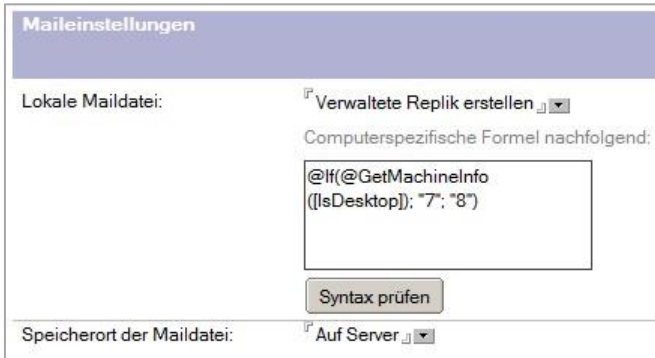 Maileinstellungen
Lokale Maildatei:
Verwaltete Replik erstellen
Computerspezifische Formel nachfolgend:
@If(@GetMachineInfo
([IsDesktop]); "7"; "8")
Syntax prüfen
Speicherort der Maildatei:
Auf Server